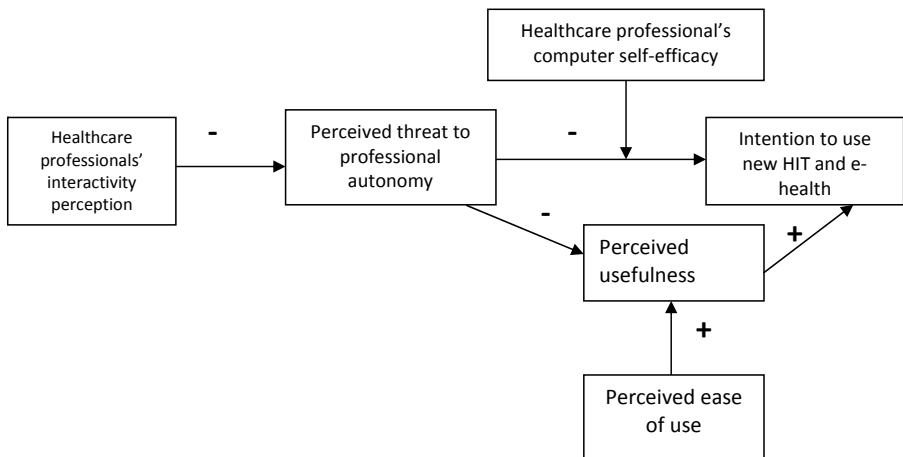 Healthcare professional's
computer self-efficacy
-
Healthcare
professionals'
interactivity
perception
Perceived threat to
professional
autonomy
-
Intention to use
new HIT and e-
health
-
Perceived
usefulness
+
+
Perceived ease
of use